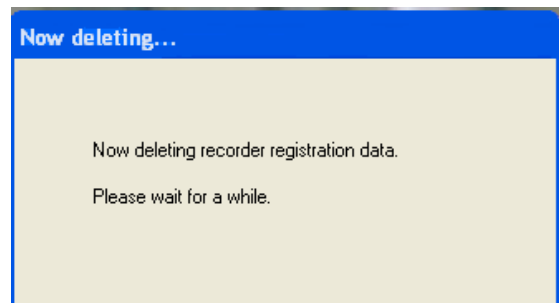 Now deleting...
Now deleting recorder registration data.
Please wait for a while.